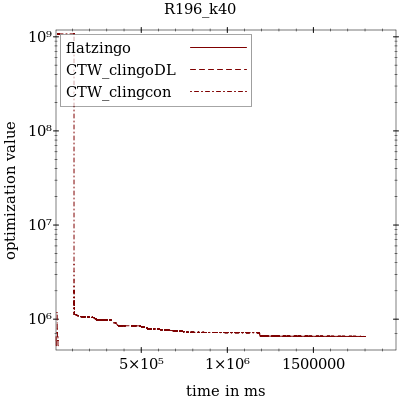 R196_k40
10⁹
flatzingo
CTW_clingoDL
CTW_clingcon
10⁸
optimization value
10⁷
10⁶
5×10⁵ 1×10⁶ 1500000
time in ms